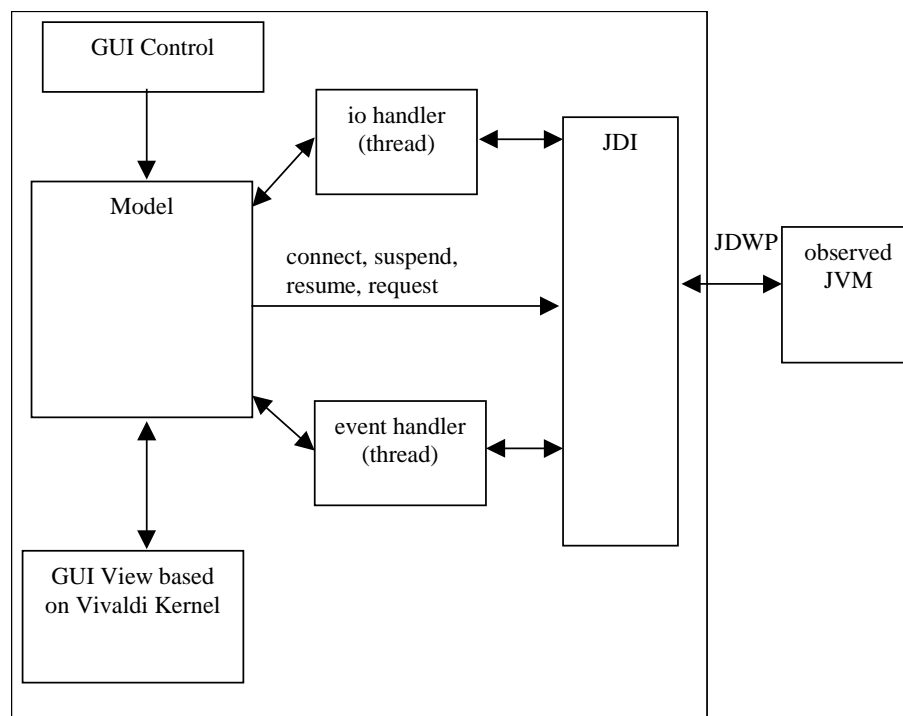 GUI Control
io handler
(thread)
JDI
Model
JDWP
observed
JVM
connect, suspend,
resume, request
event handler
(thread)
GUI View based
on Vivaldi Kernel